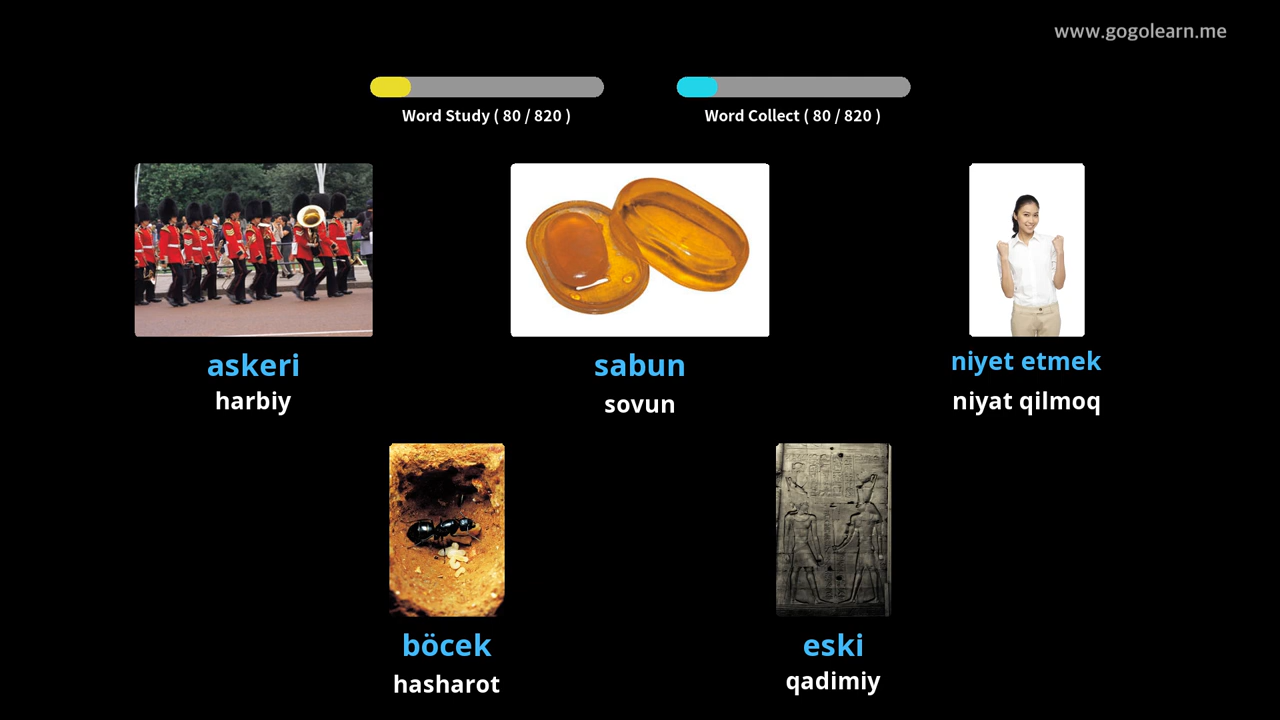 www.gogolearn.me
Word Study ( 80 / 820 )
Word Collect ( 80 / 820 )
askeri
harbiy
sabun
sovun
niyet etmek
niyat qilmoq
böcek
hasharot
eski
qadimiy